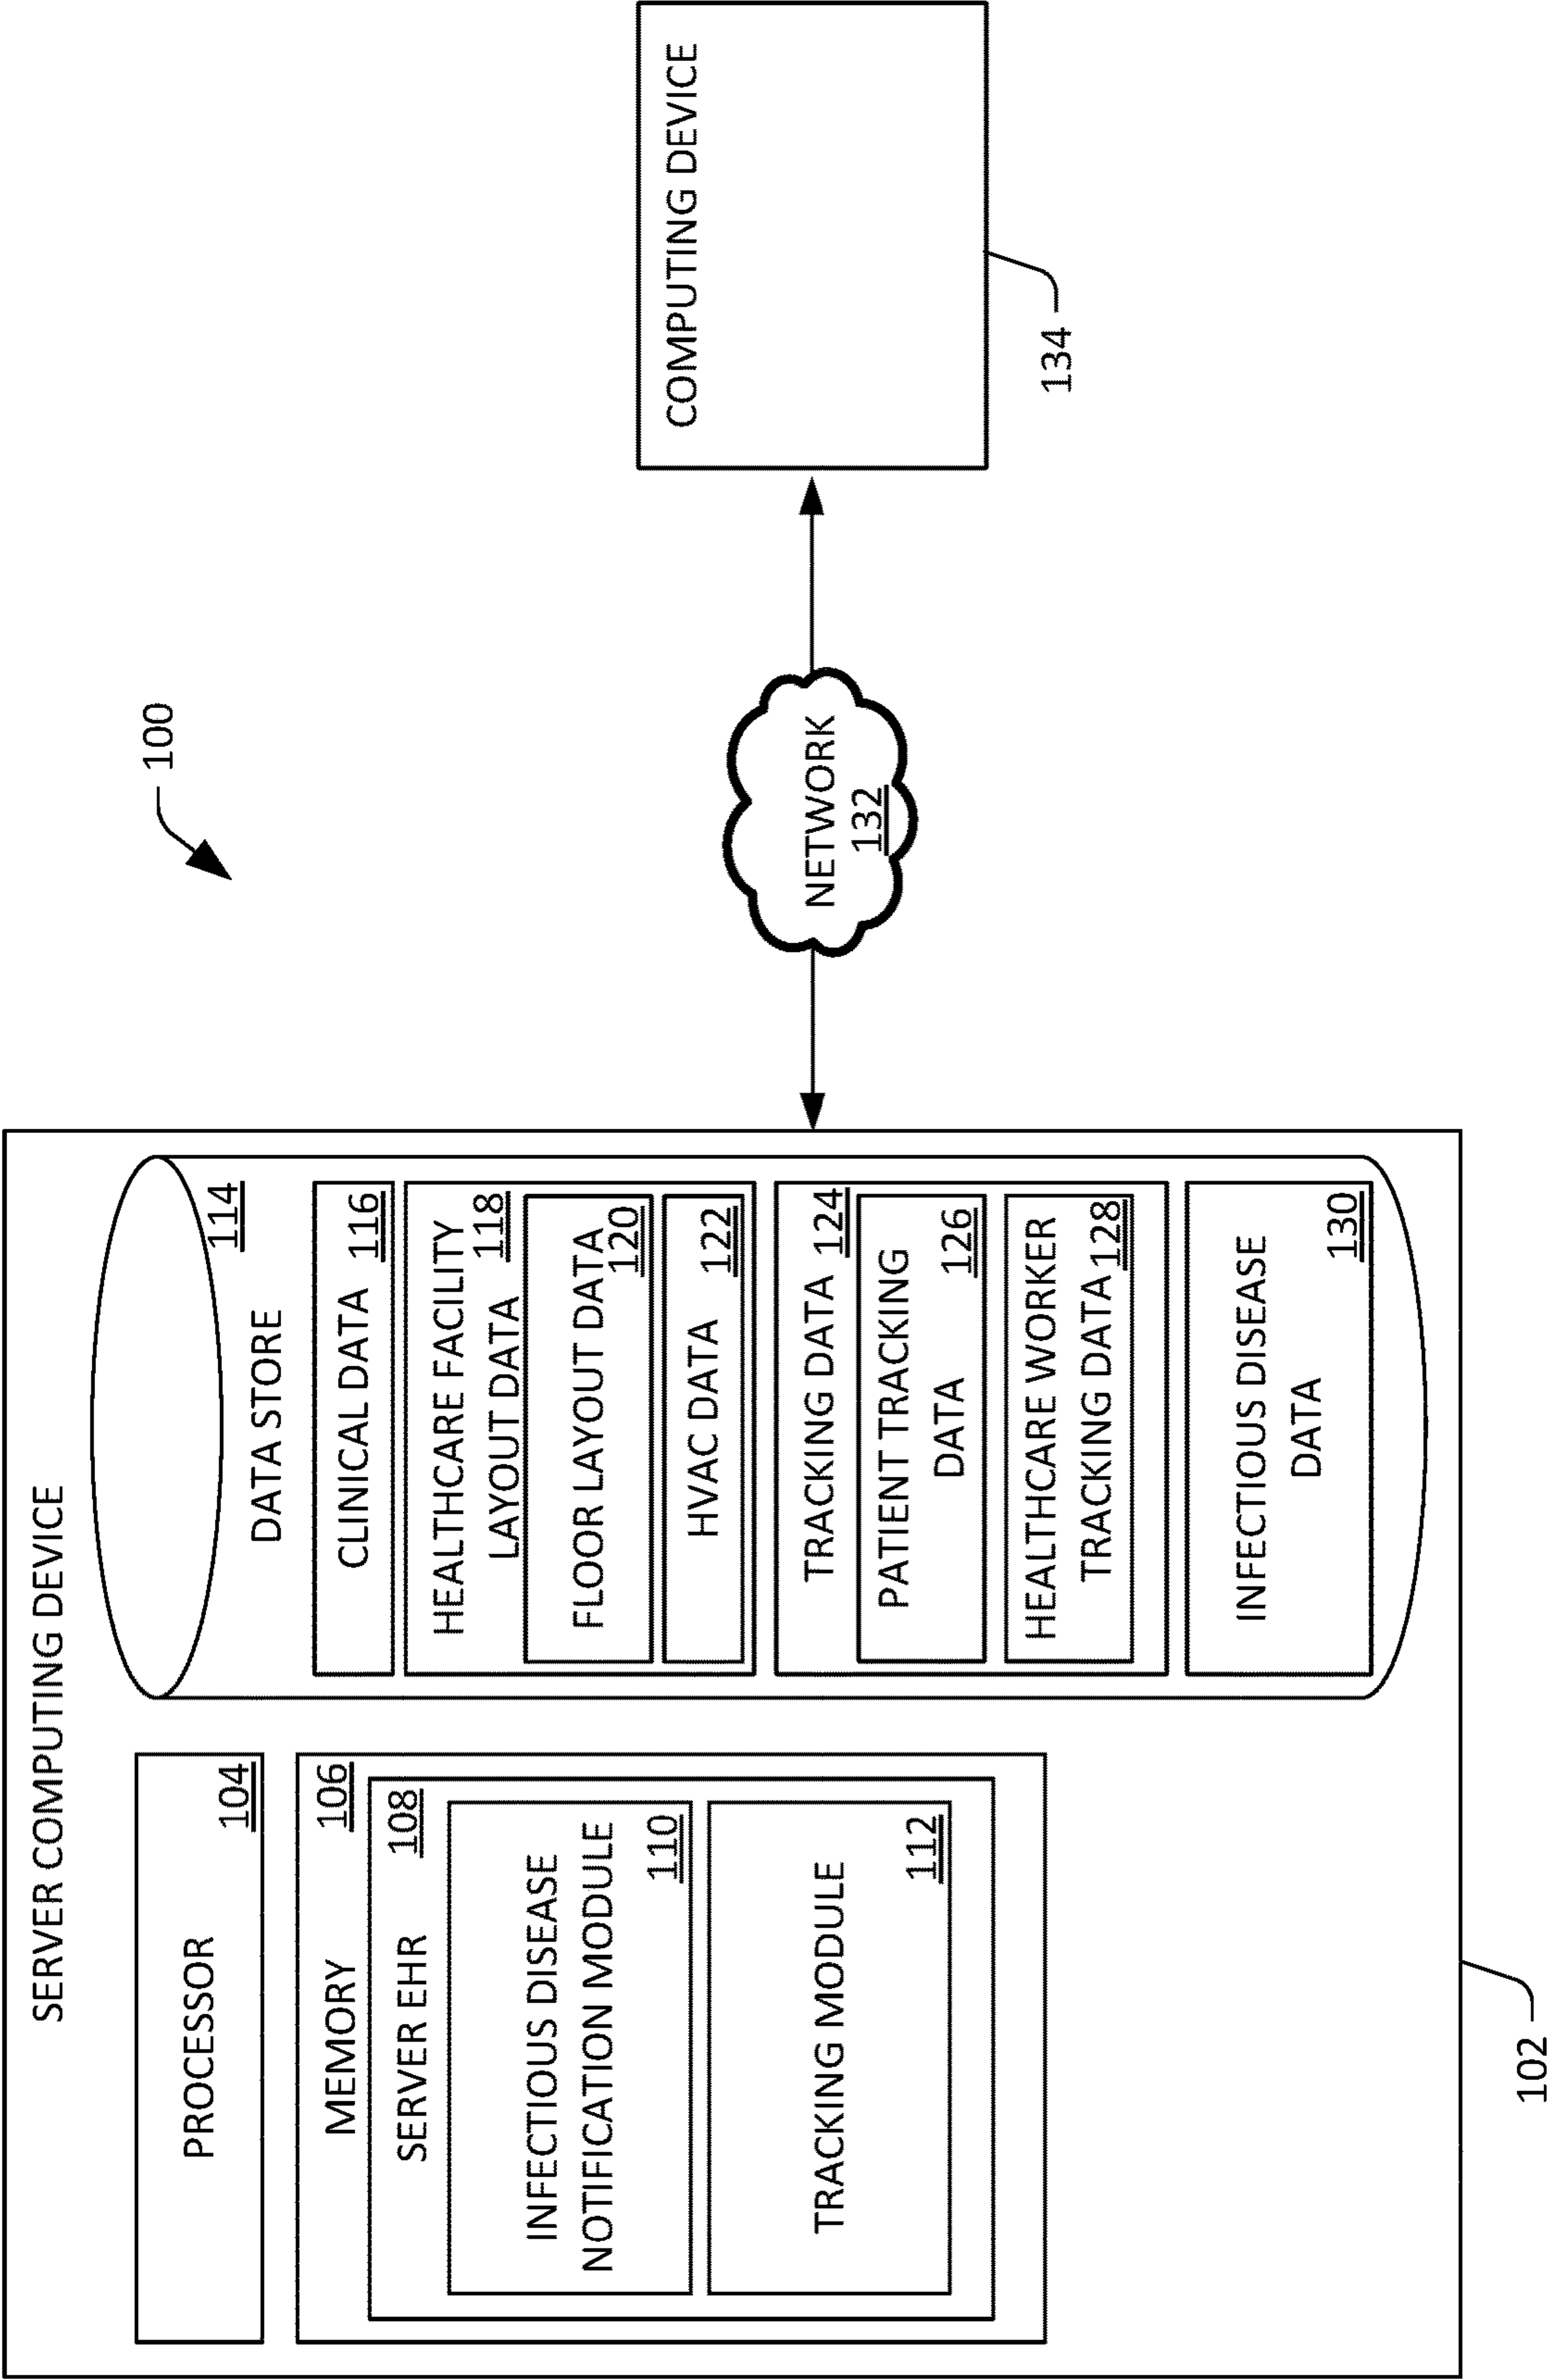 100
SERVER COMPUTING DEVICE
PROCESSOR
104
MEMORY
106
SERVER EHR
108
INFECTIOUS DISEASE
NOTIFICATION MODULE
110
TRACKING MODULE
112
114
DATA STORE
CLINICAL DATA 116
HEALTHCARE FACILITY
LAYOUT DATA 118
FLOOR LAYOUT DATA
120
HVAC DATA 122
TRACKING DATA 124
PATIENT TRACKING
DATA 126
HEALTHCARE WORKER
TRACKING DATA 128
INFECTIOUS DISEASE
DATA 130
102
NETWORK
132
COMPUTING DEVICE
134